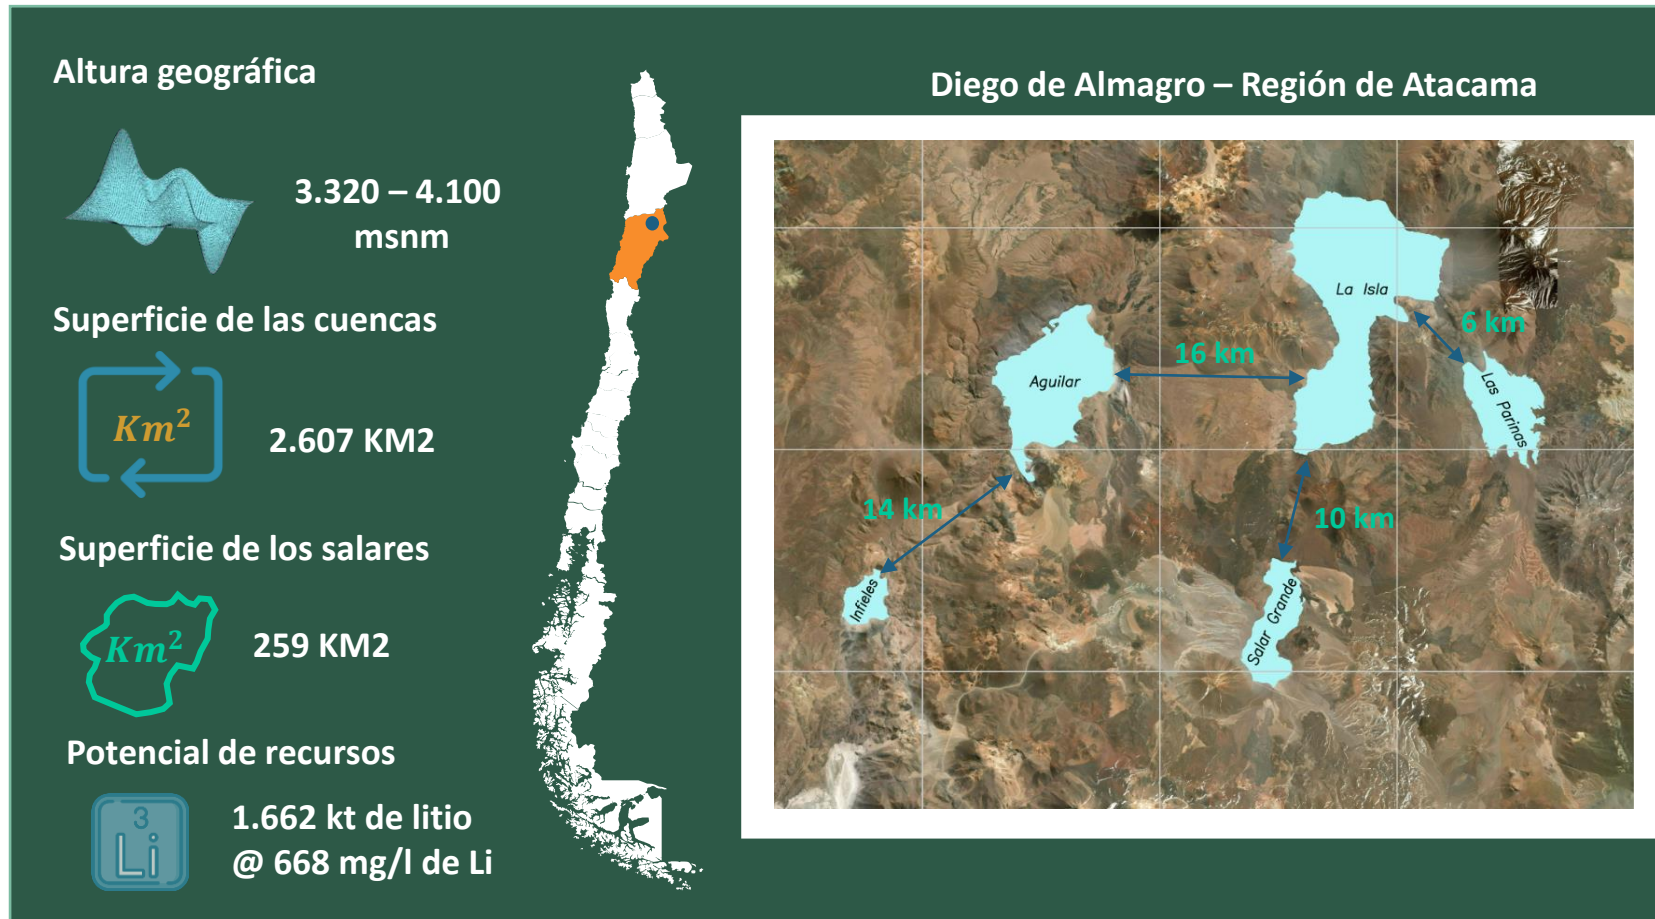 Altura geográfica
3.320 – 4.100
msnm
Superficie de las cuencas
Km²
2.607 KM2
Superficie de los salares
Km²
259 KM2
Potencial de recursos
3
Li
1.662 kt de litio
@ 668 mg/l de Li
Diego de Almagro – Región de Atacama
La Isla
6 km
16 km
Aguilar
Las Parinas
14 km
10 km
Infieles
Salar Grande